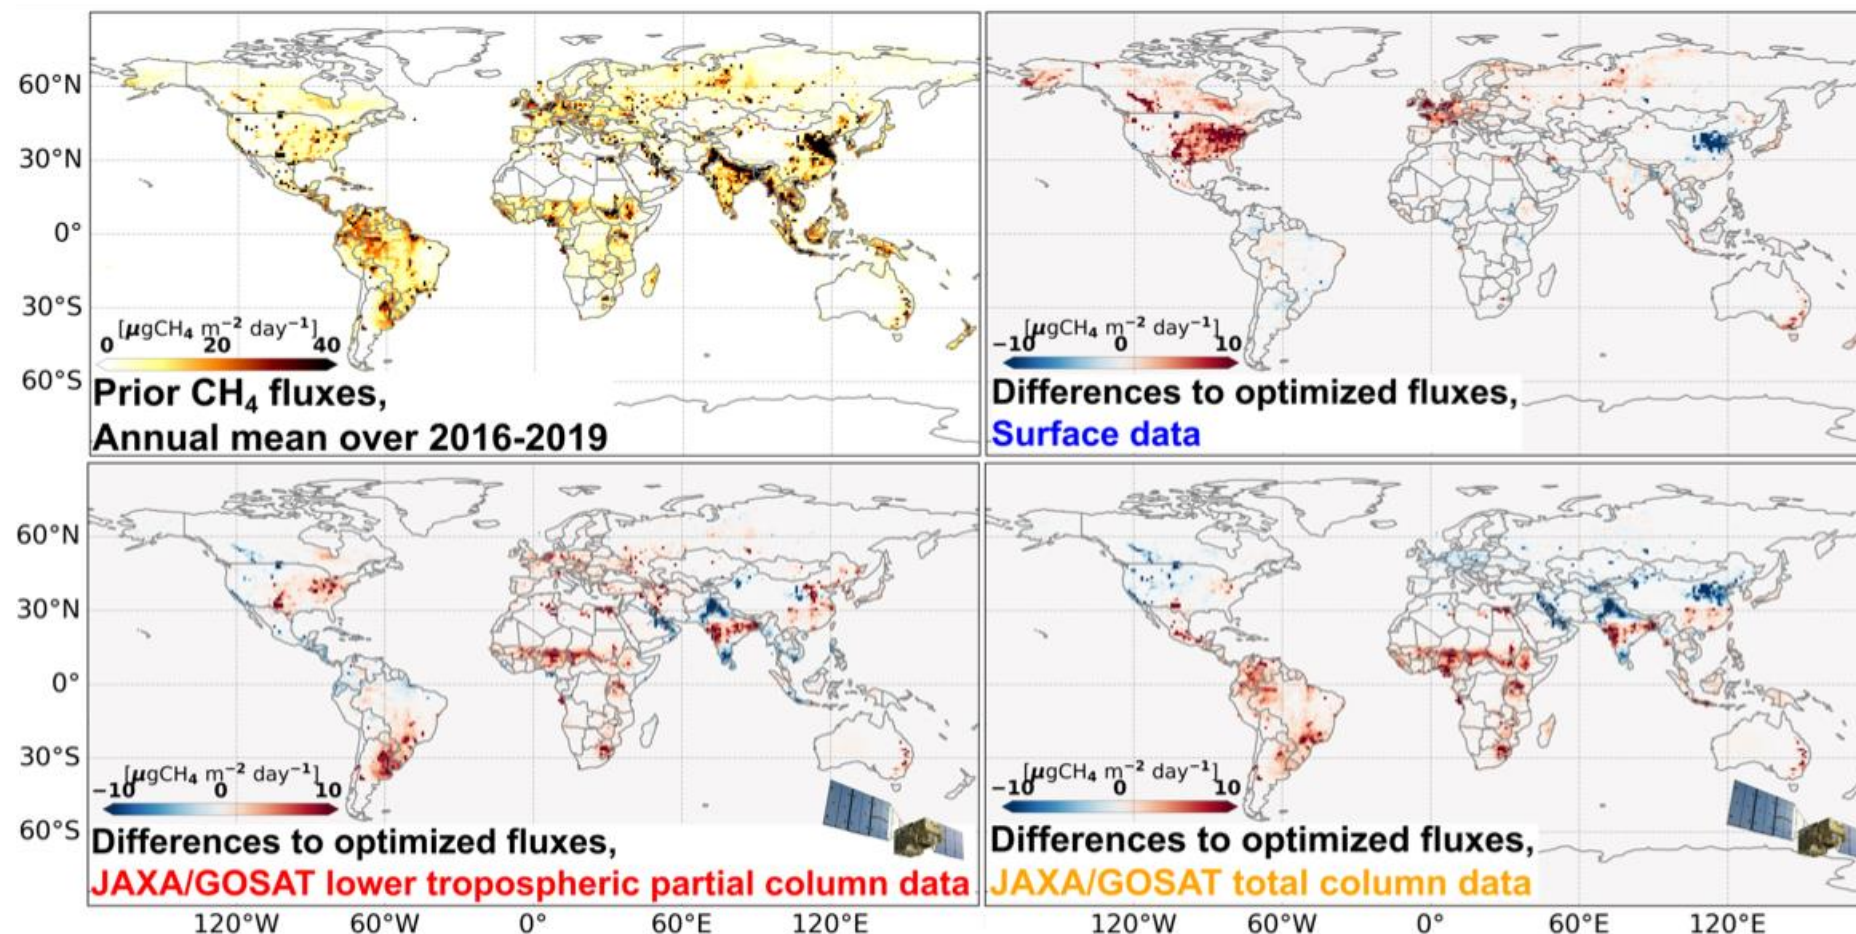 60°N
30°N
0°
30°S
60°S
[μgCH₄ m⁻² day⁻¹]
0 20 40
Prior CH₄ fluxes,
Annual mean over 2016-2019
[μgCH₄ m⁻² day⁻¹]
−10 0 10
Differences to optimized fluxes,
Surface data
60°N
30°N
0°
30°S
60°S
[μgCH₄ m⁻² day⁻¹]
−10 0 10
Differences to optimized fluxes,
JAXA/GOSAT lower tropospheric partial column data
120°W 60°W 0° 60°E 120°E
[μgCH₄ m⁻² day⁻¹]
−10 0 10
Differences to optimized fluxes,
JAXA/GOSAT total column data
120°W 60°W 0° 60°E 120°E